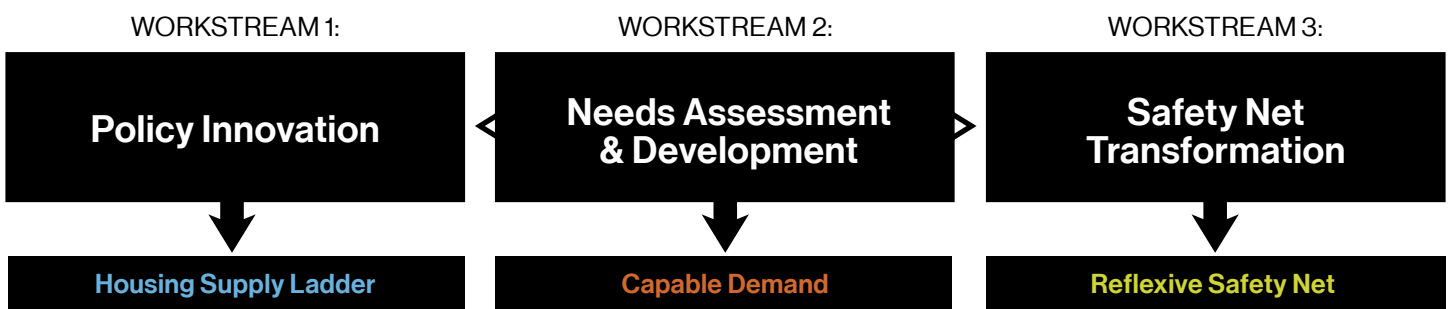 WORKSTREAM 1:
Policy Innovation
Housing Supply Ladder
WORKSTREAM 2:
Needs Assessment
& Development
Capable Demand
WORKSTREAM 3:
Safety Net
Transformation
Reflexive Safety Net